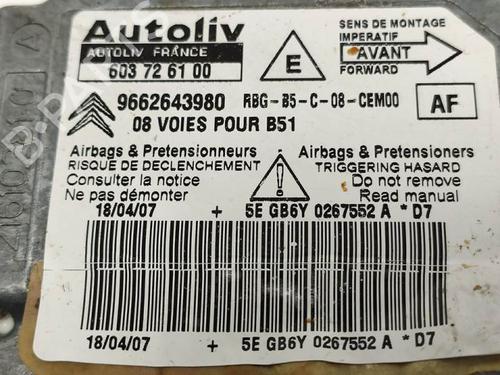 Autoliv
AUTOLIV FRANCE
603 72 61 00
E
SENS DE MONTAGE
IMPERATIF
AVANT
FORWARD
9662643980 RBG-B5-C-08-CEM00 AF
08 VOIES POUR B51
Airbags & Pretensionneurs
RISQUE DE DECLENCHEMENT
Consulter la notice
Ne pas démonter
Airbags & Pretensioners
TRIGGERING HASARD
Do not remove
Read manual
18/04/07 + 5E GB6Y 0267552 A * D7
18/04/07 + 5E GB6Y 0267552 A * D7